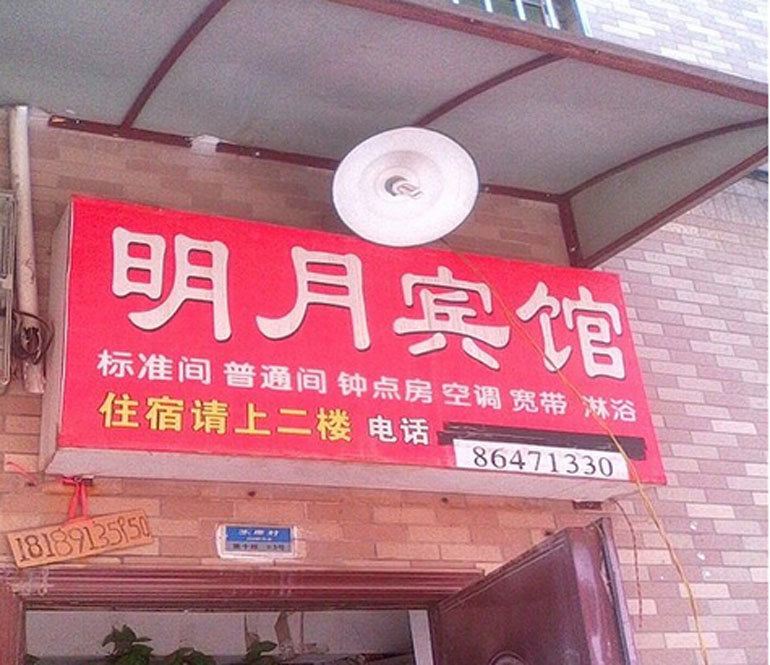 明月宾馆
标准间 普通间 钟点房 空调 宽带 淋浴
住宿请上二楼 电话
86471330
18189135950